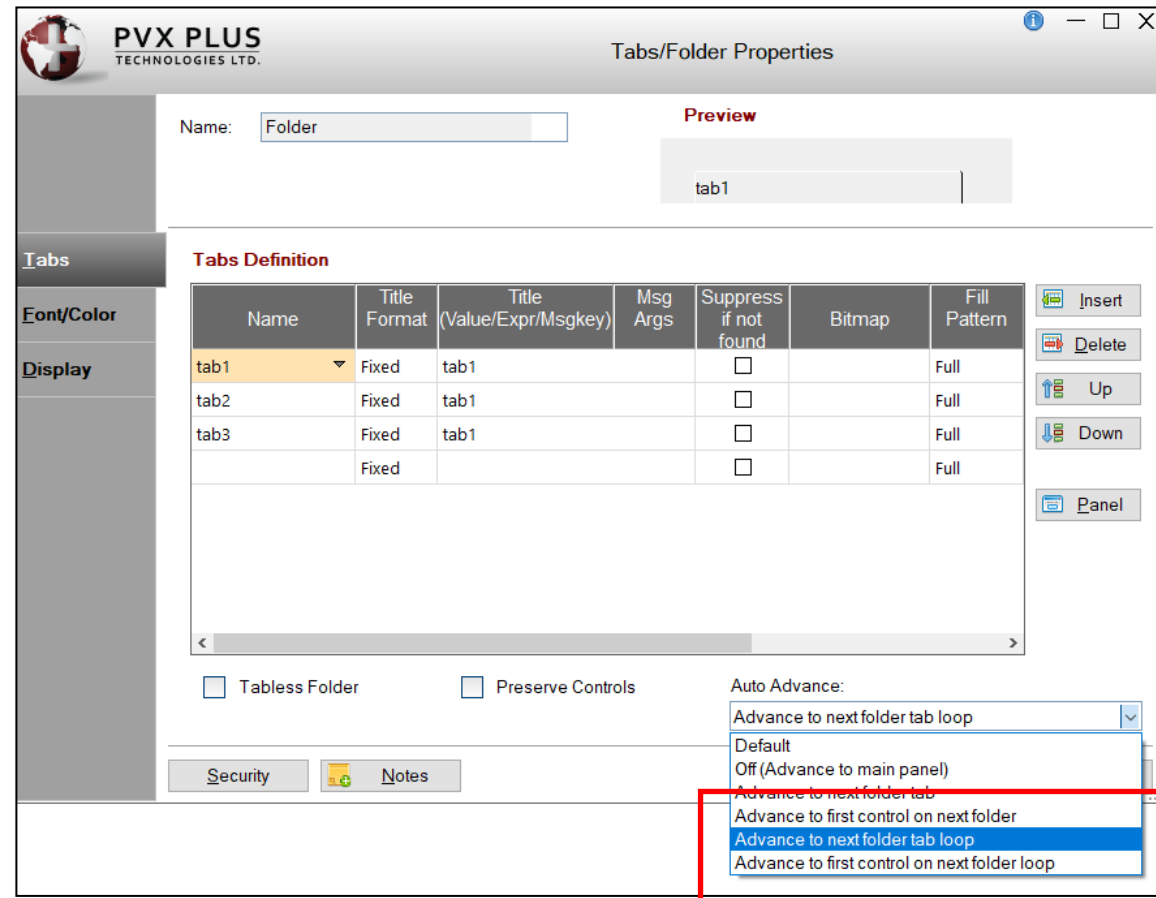 PVX PLUS
TECHNOLOGIES LTD.
Tabs/Folder Properties
Name: Folder
Preview
tab1
Tabs
Font/Color
Display
Tabs Definition
Name
Title Format
Title (Value/Expr/Msgkey)
Msg Args
Suppress if not found
Bitmap
Fill Pattern
tab1 Fixed tab1 Full
tab2 Fixed tab1 Full
tab3 Fixed tab1 Full
Fixed Full
Insert
Delete
Up
Down
Panel
Tabless Folder
Preserve Controls
Auto Advance:
Advance to next folder tab loop
Default
Off (Advance to main panel)
Advance to next folder tab
Advance to first control on next folder
Advance to next folder tab loop
Advance to first control on next folder loop
Security
Notes